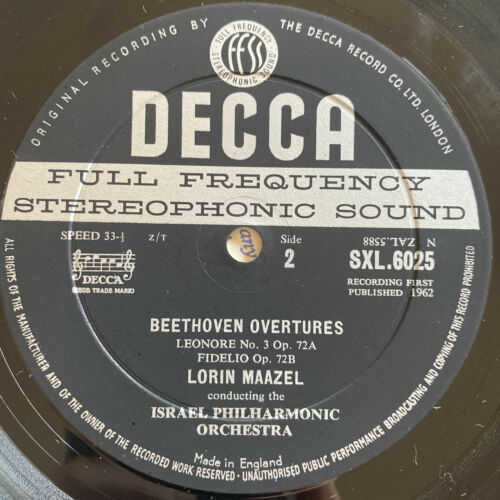 ORIGINAL RECORDING BY
THE DECCA RECORD CO. LTD. LONDON
FULL FREQUENCY
ffss
STEREOPHONIC SOUND
DECCA
FULL FREQUENCY
STEREOPHONIC SOUND
SPEED 33-⅓
Z/T
Side
2
N ZAL.5588
SXL.6025
RECORDING FIRST
PUBLISHED 1962
DECCA
(REGD TRADE MARK)
BEETHOVEN OVERTURES
LEONORE No. 3 Op. 72A
FIDELIO Op. 72B
LORIN MAAZEL
conducting the
ISRAEL PHILHARMONIC
ORCHESTRA
Made in England
ALL RIGHTS OF THE MANUFACTURER AND OF THE OWNER OF THE RECORDED WORK RESERVED - UNAUTHORISED PUBLIC PERFORMANCE BROADCASTING AND COPYING OF THIS RECORD PROHIBITED